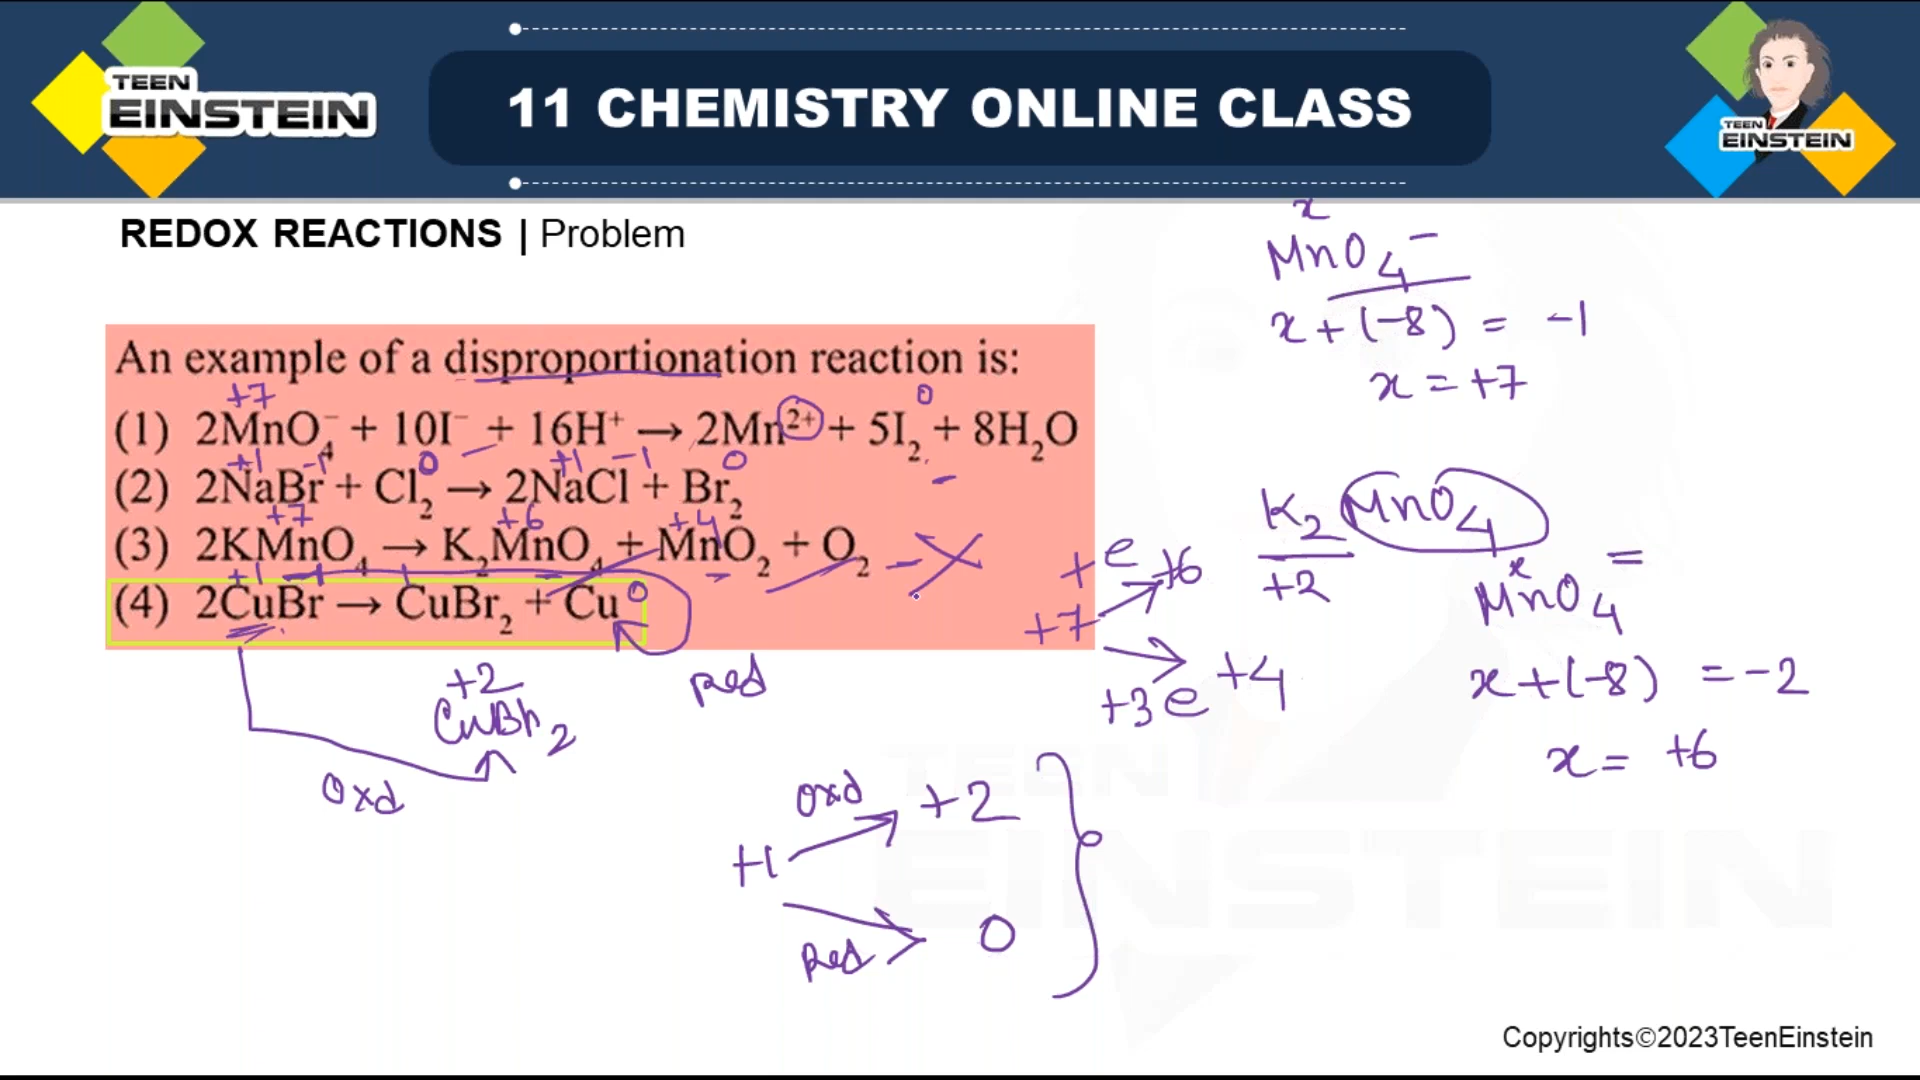 TEEN
EINSTEIN
11 CHEMISTRY ONLINE CLASS
TEEN
EINSTEIN
REDOX REACTIONS | Problem
An example of a disproportionation reaction is:
+7 0
(1) 2MnO₄⁻ + 10I⁻ + 16H⁺ → 2Mn²⁺ + 5I₂ + 8H₂O
+1 -1 0 +1 -1 0
(2) 2NaBr + Cl₂ → 2NaCl + Br₂
+7 +6 +4
(3) 2KMnO₄ → K₂MnO₄ + MnO₂ + O₂
+1 -1
(4) 2CuBr → CuBr₂ + Cu 0
+2
CuBr₂
Oxd
Red
x
MnO₄⁻
x + (-8) = -1
x = +7
K₂ MnO₄
+2
x
MnO₄ =
x + (-8) = -2
x = +6
+e +6
+7
+3e +4
Oxd +2
+1
Red 0
TEEN
EINSTEIN
Copyrights©2023TeenEinstein